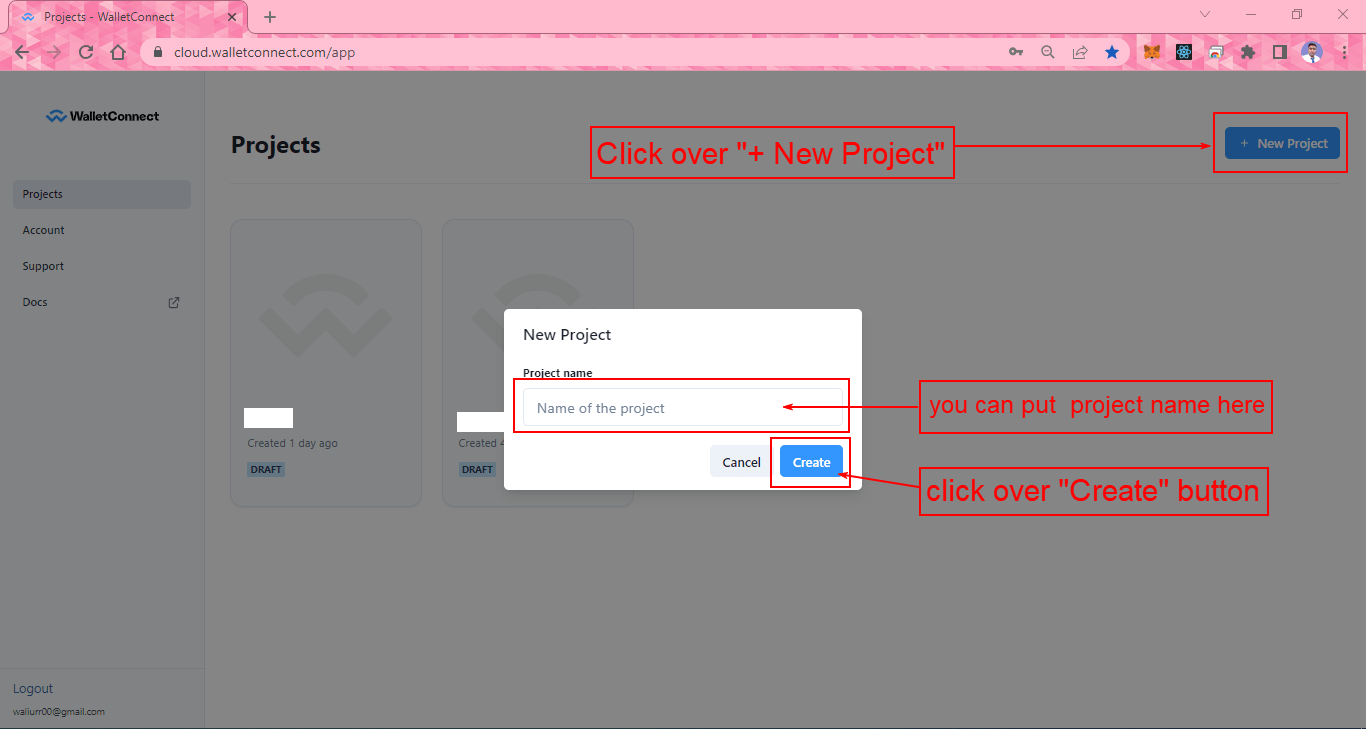 Projects - WalletConnect
cloud.walletconnect.com/app
WalletConnect
Projects
Click over "+ New Project"
+ New Project
Projects
Account
Support
Docs
New Project
Project name
Name of the project
you can put  project name here
Created 1 day ago
Created 4
DRAFT
DRAFT
Cancel
Create
click over "Create" button
Logout
waliurr00@gmail.com